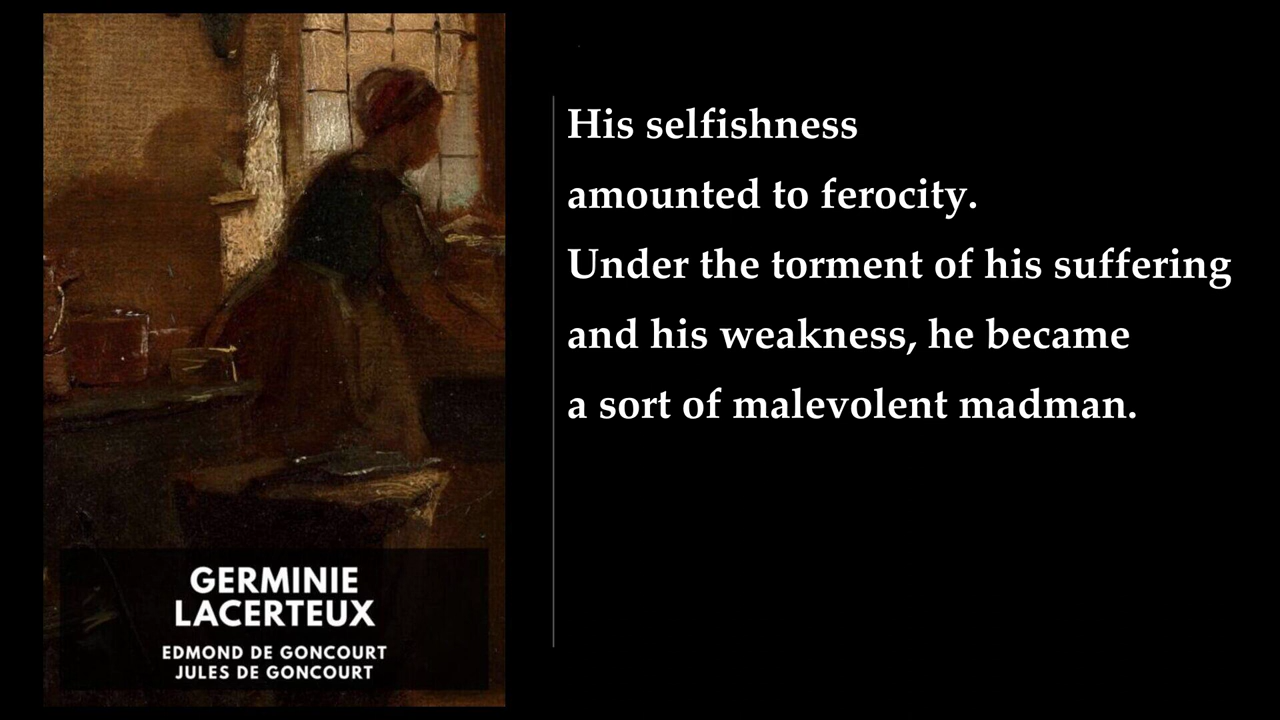 His selfishness
amounted to ferocity.
Under the torment of his suffering
and his weakness, he became
a sort of malevolent madman.
GERMINIE
LACERTEUX
EDMOND DE GONCOURT
JULES DE GONCOURT